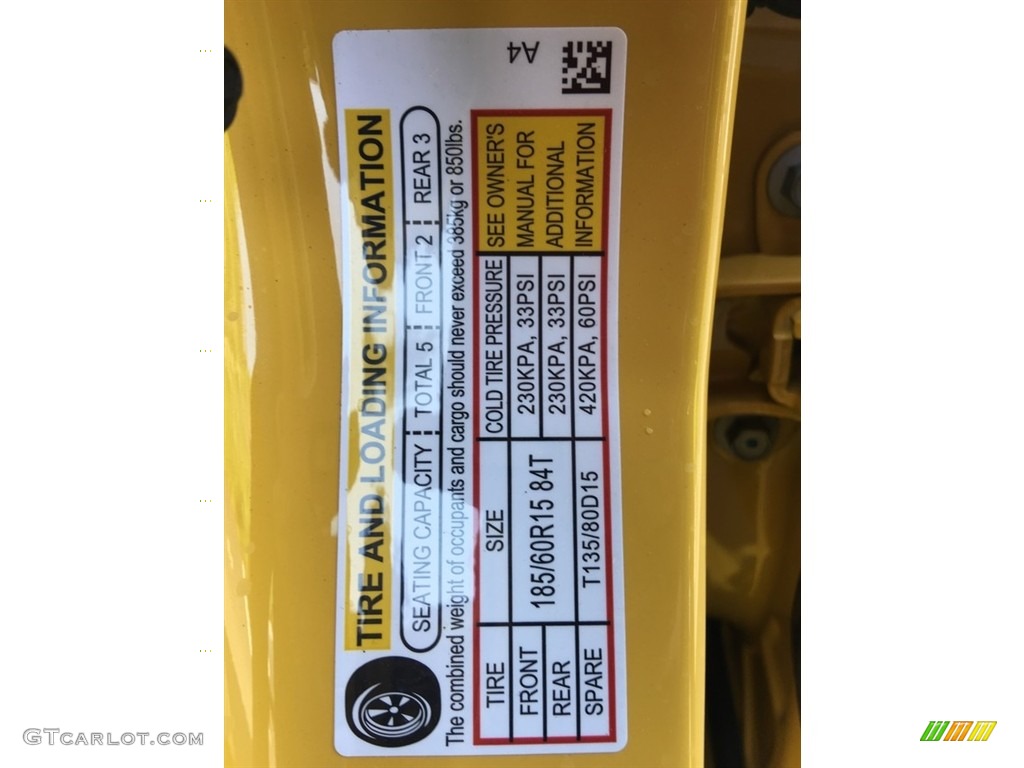 A4
TIRE AND LOADING INFORMATION
SEATING CAPACITY TOTAL 5 FRONT 2 REAR 3
The combined weight of occupants and cargo should never exceed 385kg or 850lbs.
TIRE SIZE COLD TIRE PRESSURE SEE OWNER'S
FRONT 185/60R15 84T 230KPA, 33PSI MANUAL FOR
REAR 230KPA, 33PSI ADDITIONAL
SPARE T135/80D15 420KPA, 60PSI INFORMATION
GTCARLOT.COM